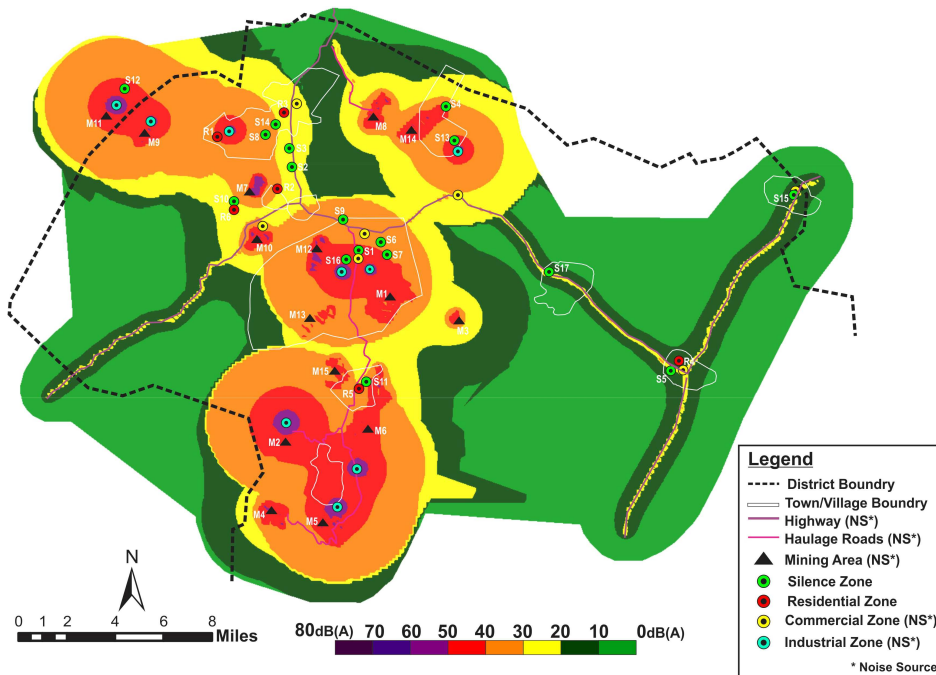 S12
M11
M9
R1
S14
S8
R3
S3
S2
R2
M7
S10
R6
M10
M8
M14
S4
S13
S9
S6
S7
S1
S16
M12
M1
M13
M3
M15
S11
R5
M2
M6
M4
M5
S17
S15
R4
S5
N
0 2 4 6 8 Miles
80dB(A) 70 60 50 40 30 20 10 0dB(A)
Legend
District Boundry
Town/Village Boundry
Highway (NS*)
Haulage Roads (NS*)
Mining Area (NS*)
Silence Zone
Residential Zone
Commercial Zone (NS*)
Industrial Zone (NS*)
* Noise Source